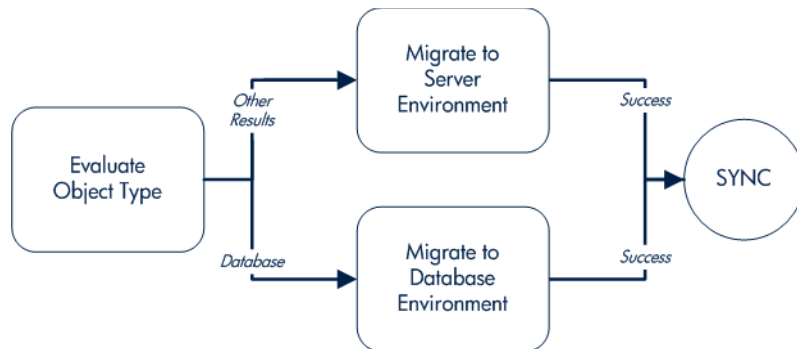 Evaluate
Object Type
Other
Results
Database
Migrate to
Server
Environment
Migrate to
Database
Environment
Success
Success
SYNC